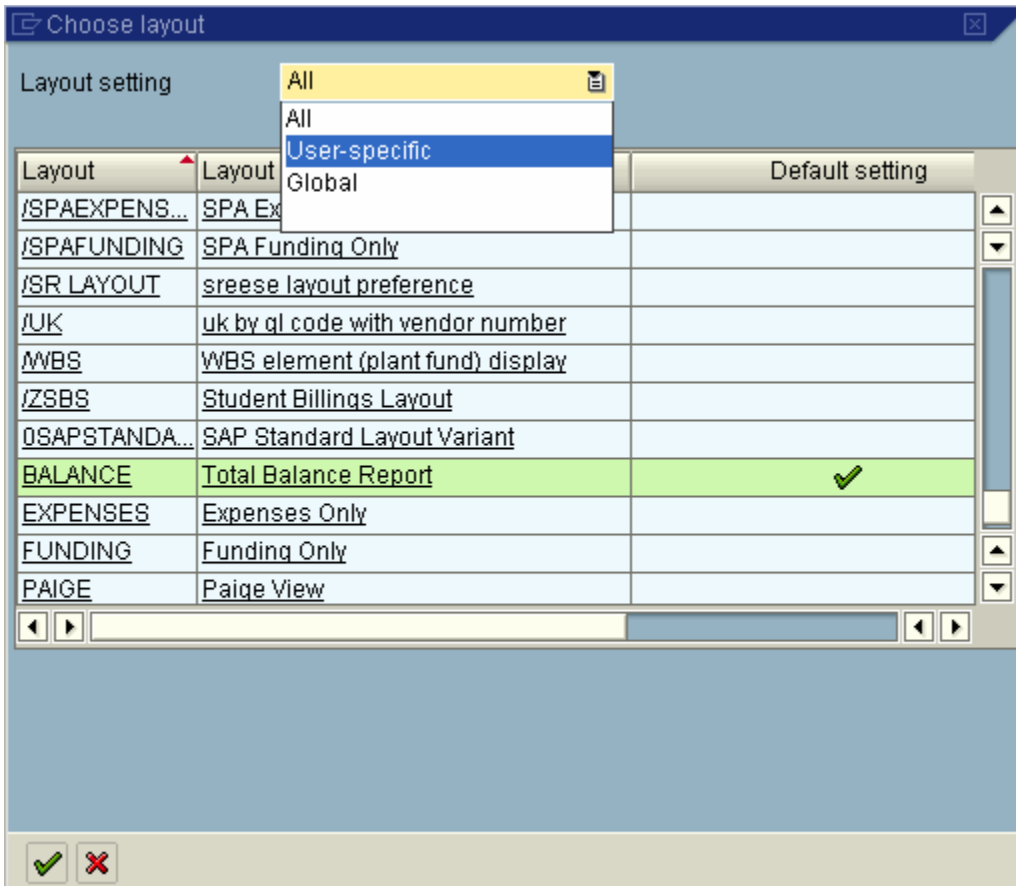 Choose layout
Layout setting
All
All
User-specific
Global
Layout Layout Default setting
/SPAEXPENS... SPA Ex
/SPAFUNDING SPA Funding Only
/SR LAYOUT sreese layout preference
/UK uk by gl code with vendor number
/WBS WBS element (plant fund) display
/ZSBS Student Billings Layout
0SAPSTANDA... SAP Standard Layout Variant
BALANCE Total Balance Report
EXPENSES Expenses Only
FUNDING Funding Only
PAIGE Paige View